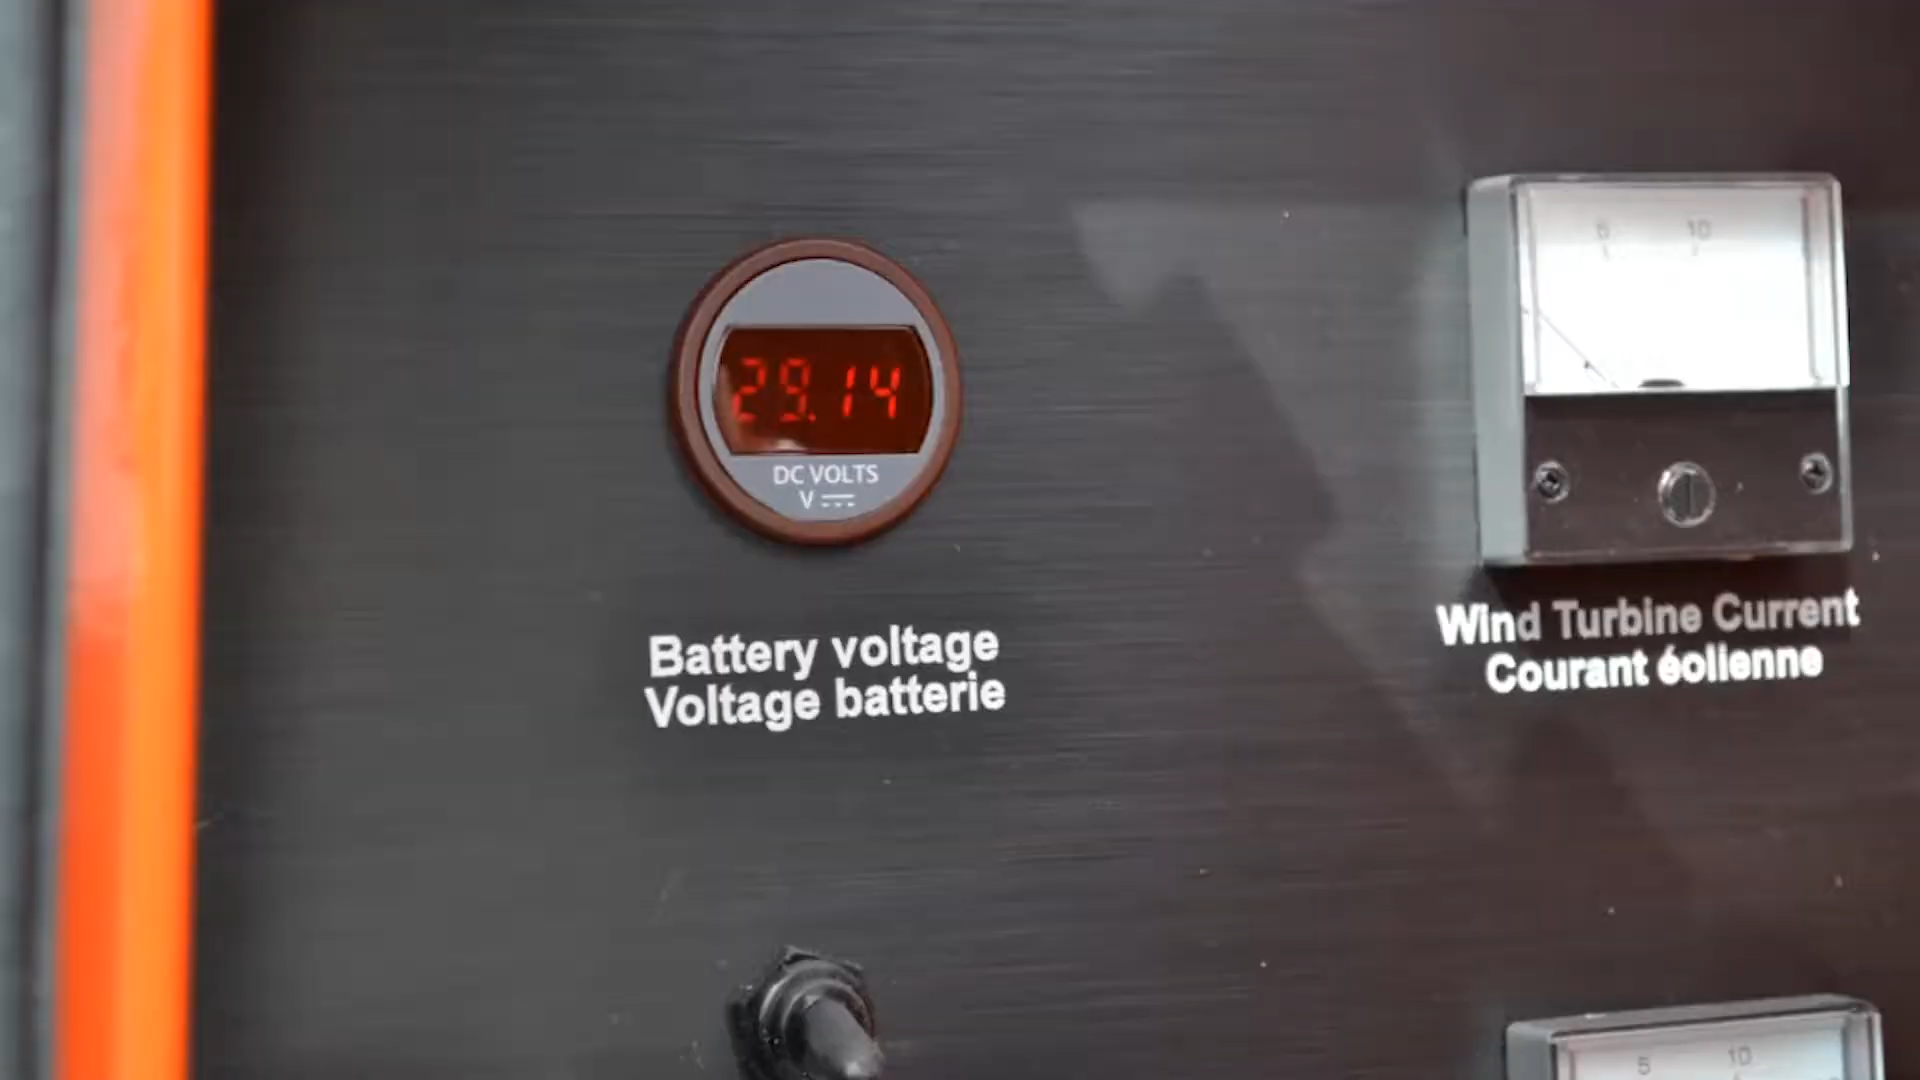 29.14
DC VOLTS
V
Battery voltage
Voltage batterie
5 10
Wind Turbine Current
Courant éolienne
5 10